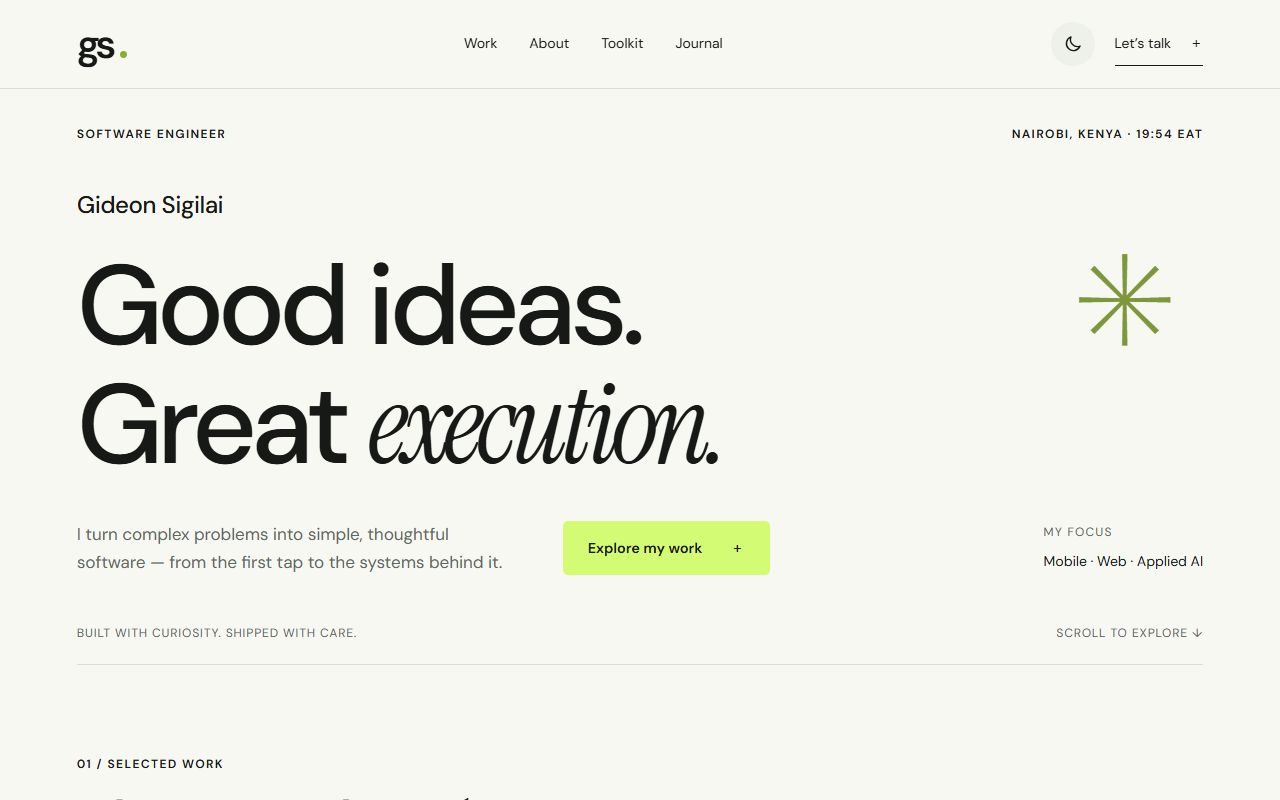 gs.
Work About Toolkit Journal
Let's talk +
SOFTWARE ENGINEER
NAIROBI, KENYA · 19:54 EAT
Gideon Sigilai
Good ideas.
Great execution.
I turn complex problems into simple, thoughtful
software — from the first tap to the systems behind it.
Explore my work +
MY FOCUS
Mobile · Web · Applied AI
BUILT WITH CURIOSITY. SHIPPED WITH CARE.
SCROLL TO EXPLORE ↓
01 / SELECTED WORK